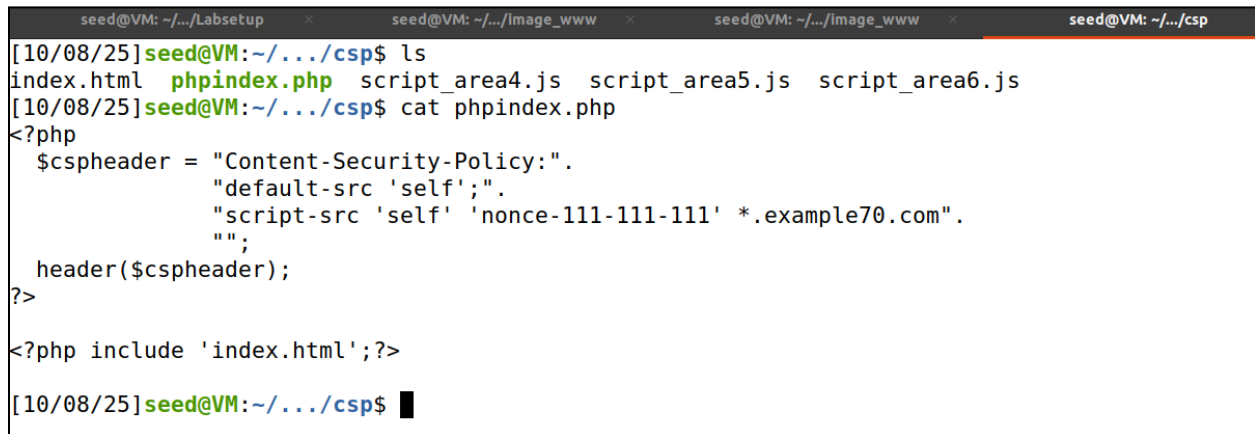 seed@VM: ~/.../Labsetup × seed@VM: ~/.../image_www × seed@VM: ~/.../image_www × seed@VM: ~/.../csp
[10/08/25]seed@VM:~/.../csp$ ls
index.html  phpindex.php  script_area4.js  script_area5.js  script_area6.js
[10/08/25]seed@VM:~/.../csp$ cat phpindex.php
<?php
  $cspheader = "Content-Security-Policy:".
               "default-src 'self';".
               "script-src 'self' 'nonce-111-111-111' *.example70.com".
               "";
  header($cspheader);
?>

<?php include 'index.html';?>

[10/08/25]seed@VM:~/.../csp$